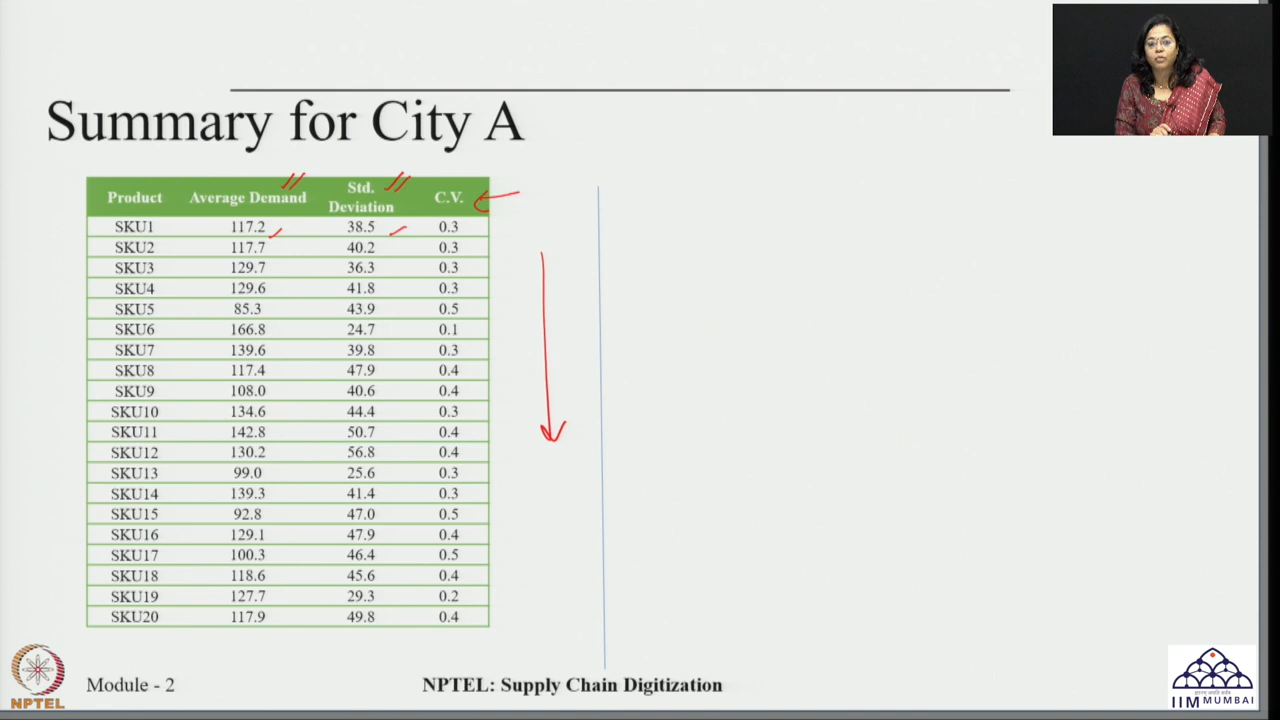 Summary for City A
Product Average Demand Std. Deviation C.V.
SKU1 117.2 38.5 0.3
SKU2 117.7 40.2 0.3
SKU3 129.7 36.3 0.3
SKU4 129.6 41.8 0.3
SKU5 85.3 43.9 0.5
SKU6 166.8 24.7 0.1
SKU7 139.6 39.8 0.3
SKU8 117.4 47.9 0.4
SKU9 108.0 40.6 0.4
SKU10 134.6 44.4 0.3
SKU11 142.8 50.7 0.4
SKU12 130.2 56.8 0.4
SKU13 99.0 25.6 0.3
SKU14 139.3 41.4 0.3
SKU15 92.8 47.0 0.5
SKU16 129.1 47.9 0.4
SKU17 100.3 46.4 0.5
SKU18 118.6 45.6 0.4
SKU19 127.7 29.3 0.2
SKU20 117.9 49.8 0.4
NPTEL
Module - 2
NPTEL: Supply Chain Digitization
IIM MUMBAI